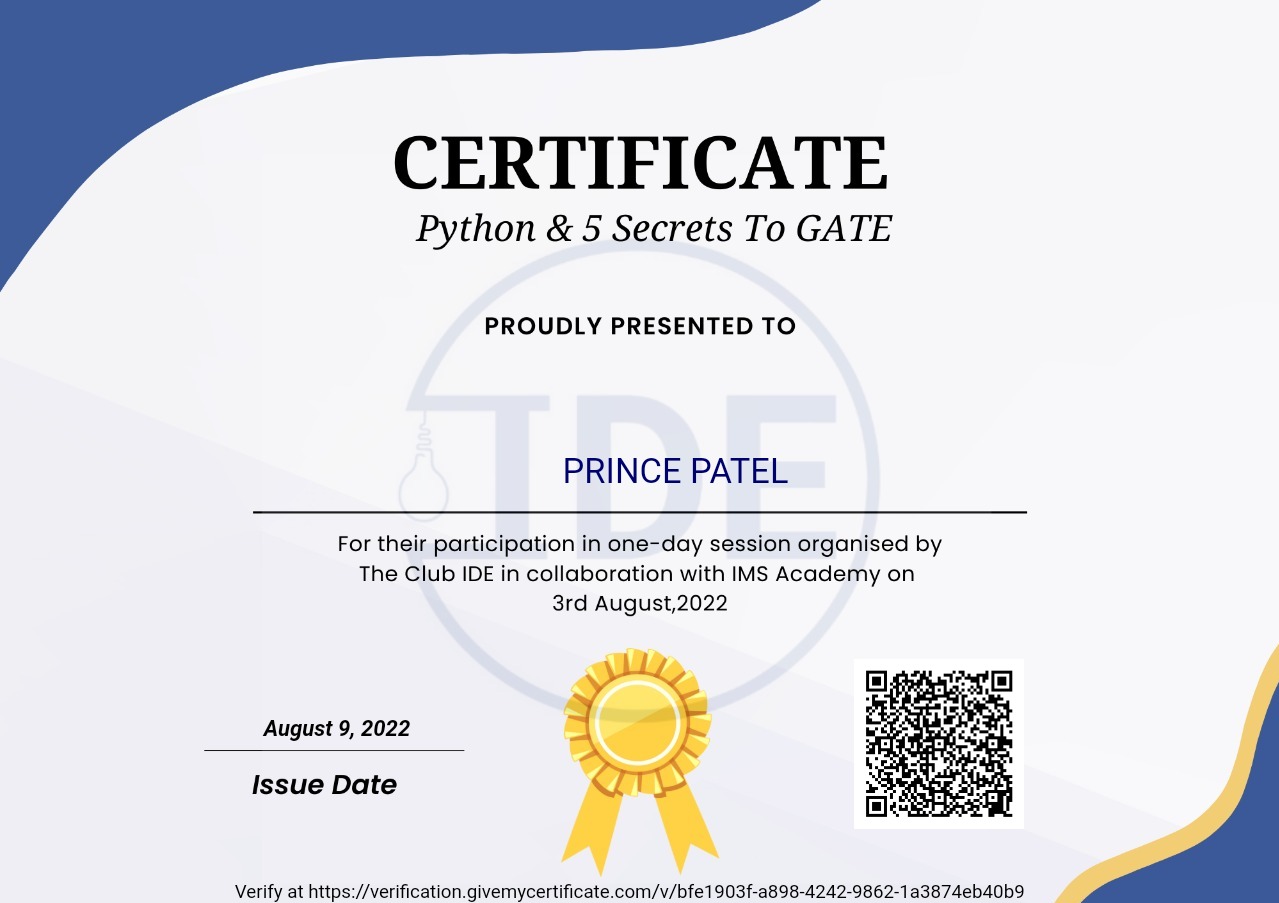 CERTIFICATE
Python & 5 Secrets To GATE
PROUDLY PRESENTED TO
IDE
PRINCE PATEL
For their participation in one-day session organised by
The Club IDE in collaboration with IMS Academy on
3rd August,2022
August 9, 2022
Issue Date
Verify at https://verification.givemycertificate.com/v/bfe1903f-a898-4242-9862-1a3874eb40b9